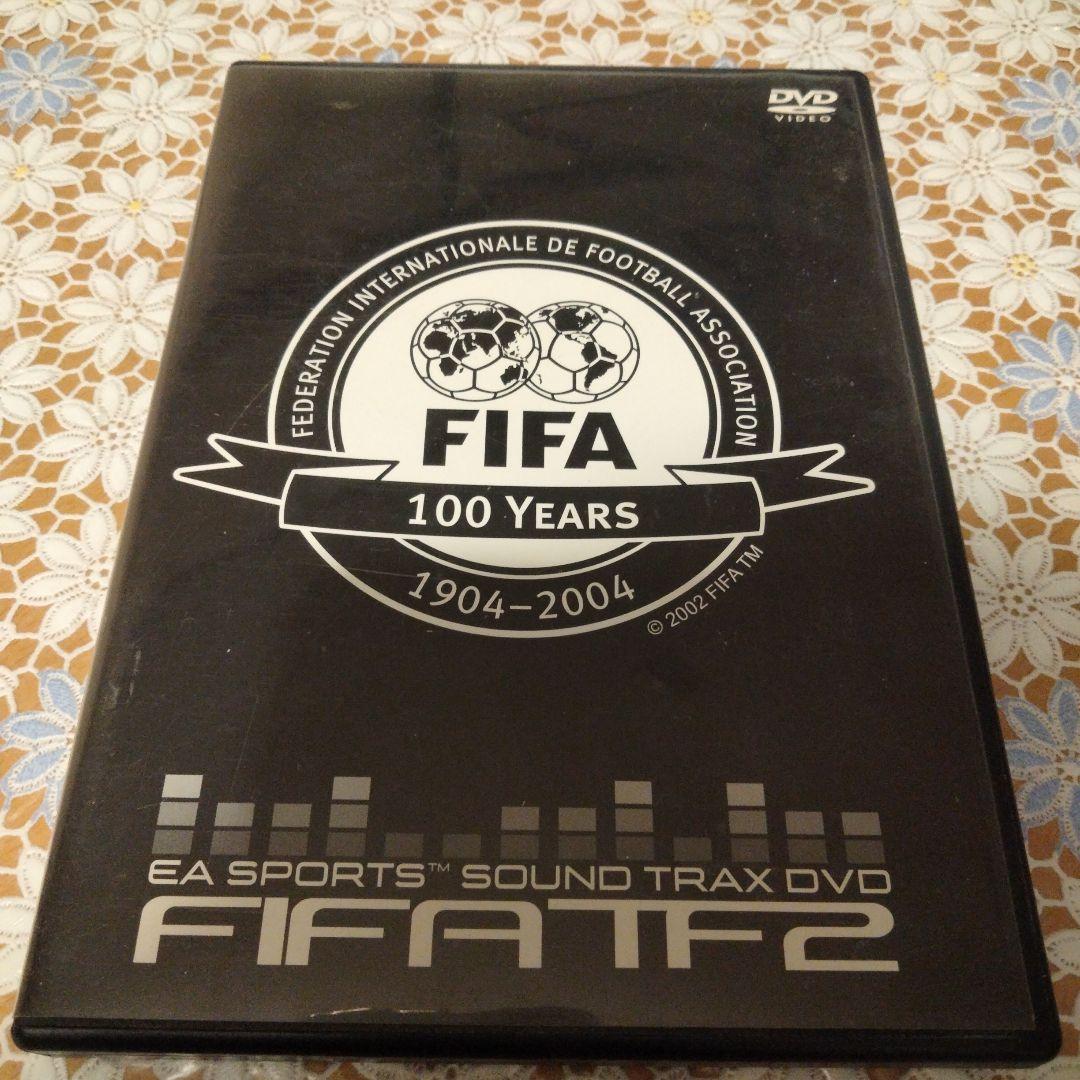 DVD
VIDEO
FEDERATION INTERNATIONALE DE FOOTBALL ASSOCIATION
FIFA
100 YEARS
1904–2004
© 2002 FIFA TM
EA SPORTS™ SOUND TRAX DVD
FIFA TF2